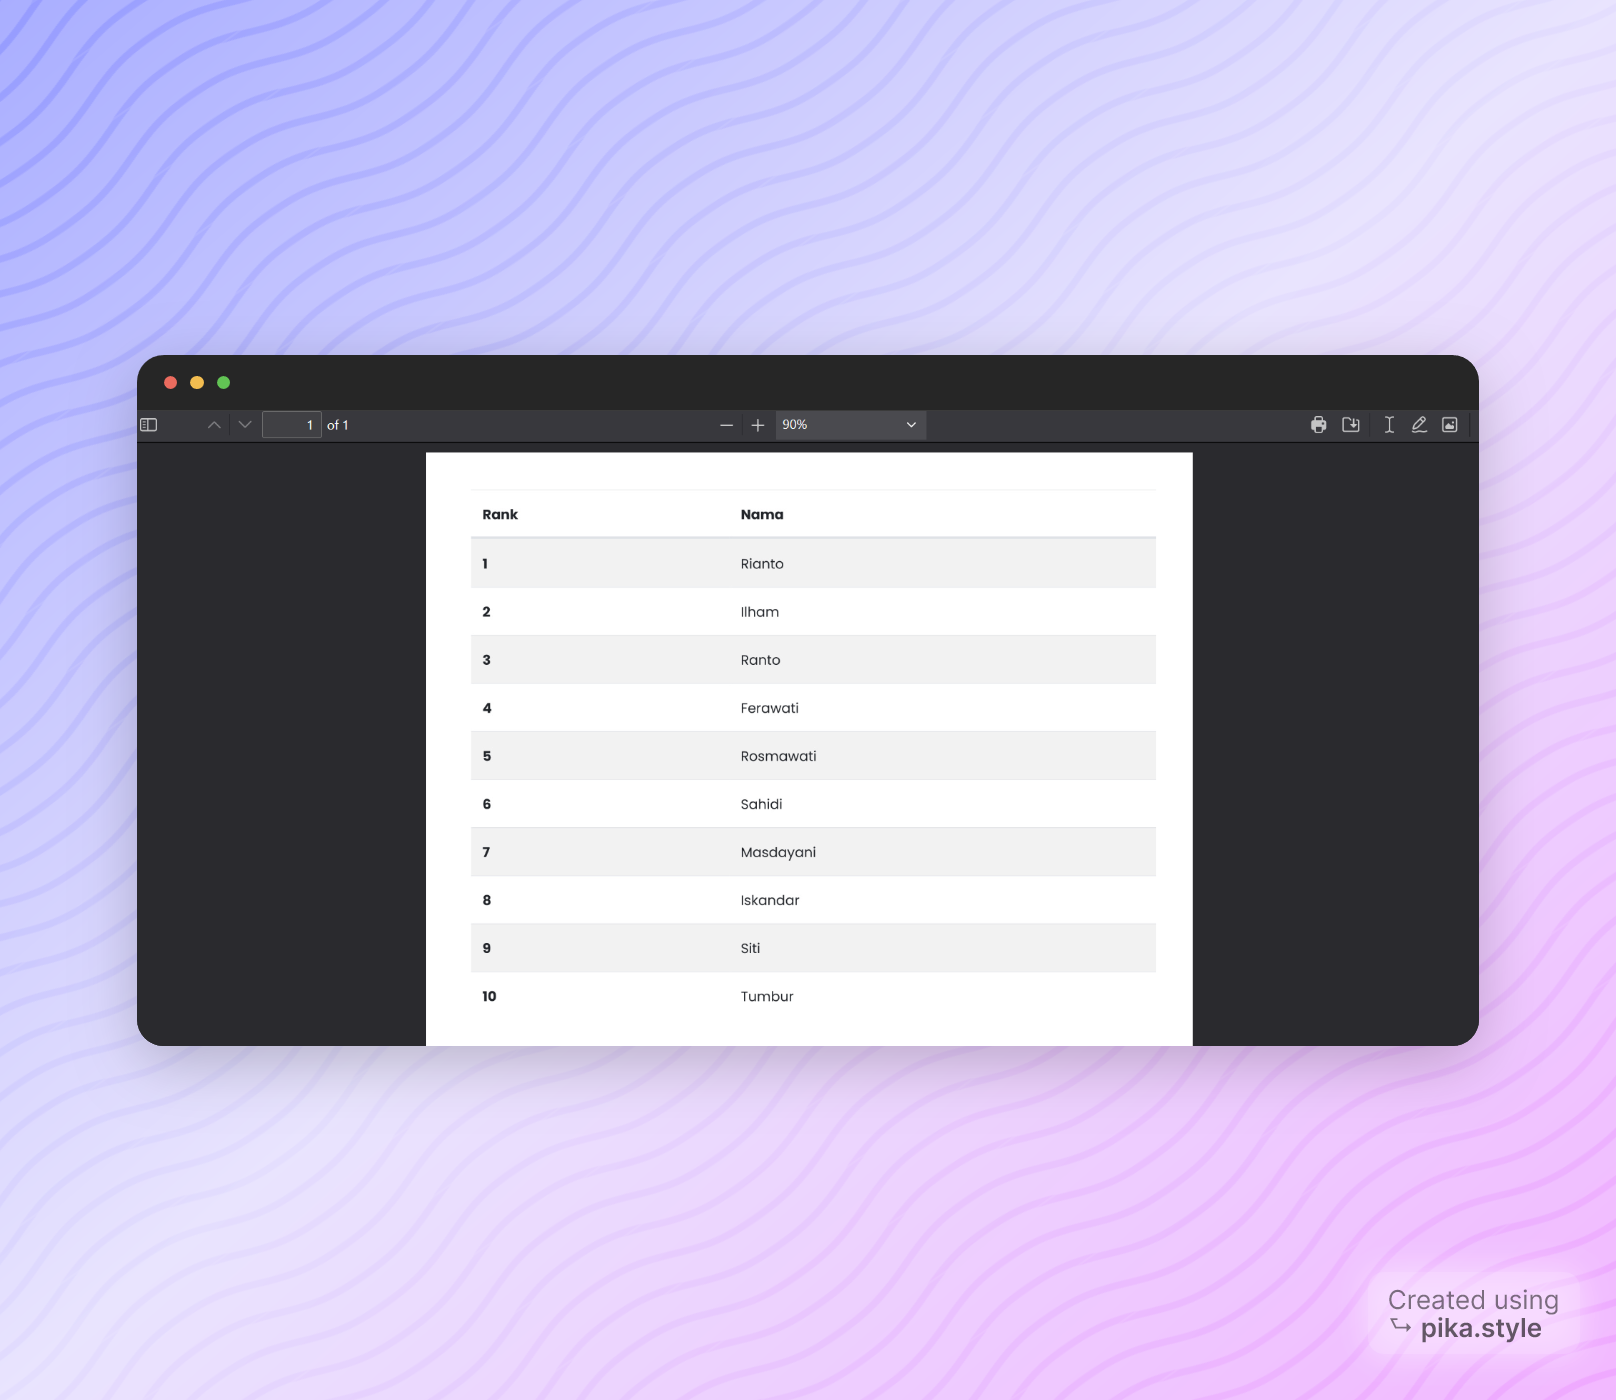 1 of 1
90%
Rank Nama
1 Rianto
2 Ilham
3 Ranto
4 Ferawati
5 Rosmawati
6 Sahidi
7 Masdayani
8 Iskandar
9 Siti
10 Tumbur
Created using
pika.style